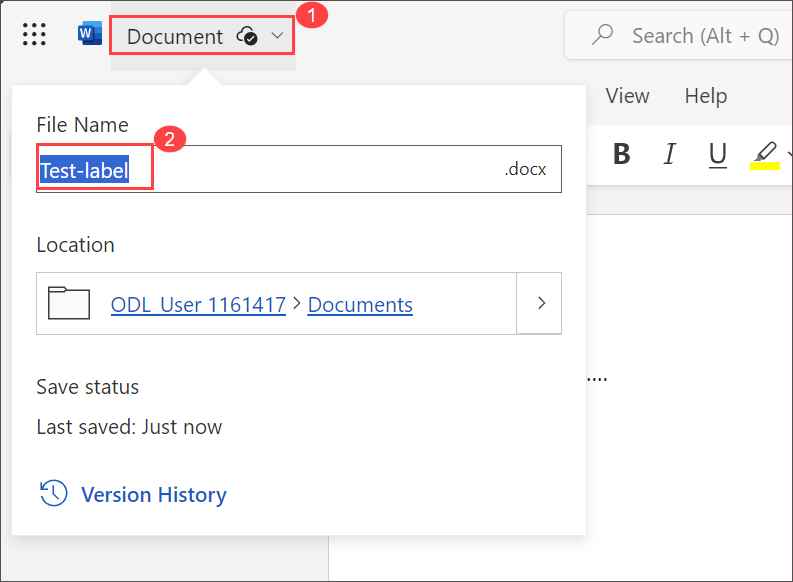 W Document 1
Search (Alt + Q)
View Help
File Name
2
Test-label .docx
B I U
Location
ODL_User 1161417 > Documents >
....
Save status
Last saved: Just now
Version History